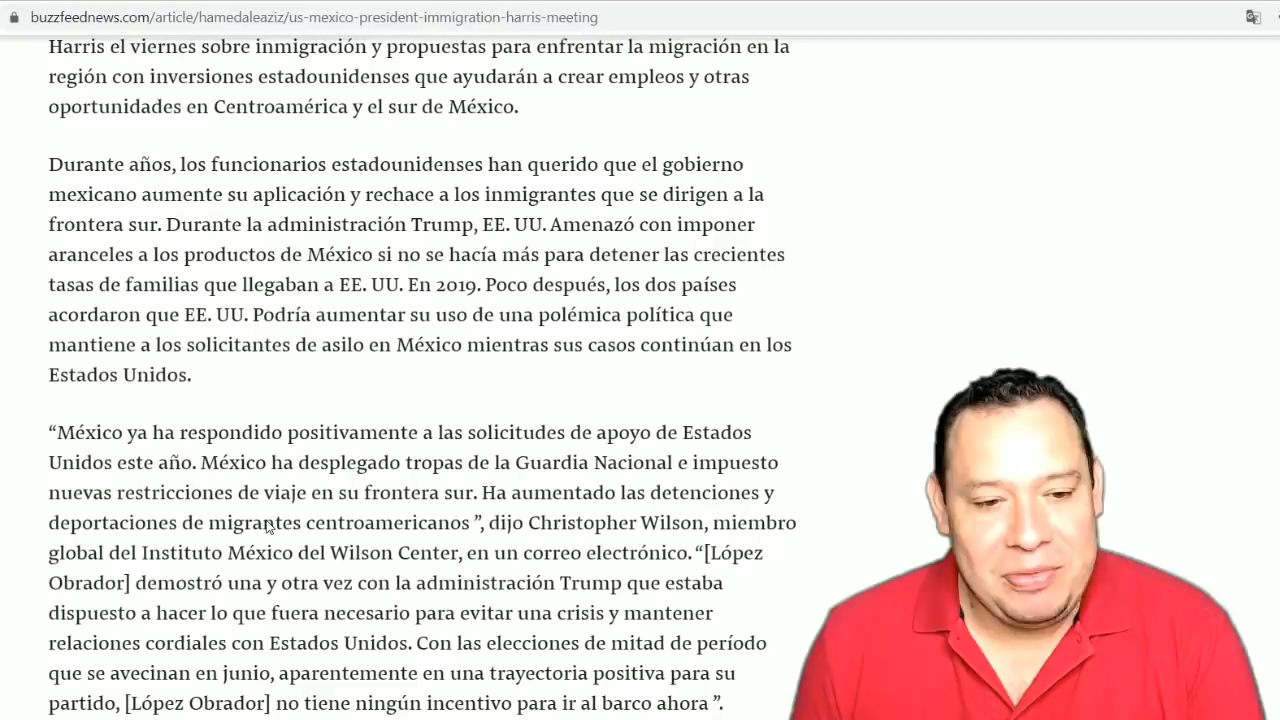 buzzfeednews.com/article/hamedaleaziz/us-mexico-president-immigration-harris-meeting
Harris el viernes sobre inmigración y propuestas para enfrentar la migración en la
región con inversiones estadounidenses que ayudarán a crear empleos y otras
oportunidades en Centroamérica y el sur de México.
Durante años, los funcionarios estadounidenses han querido que el gobierno
mexicano aumente su aplicación y rechace a los inmigrantes que se dirigen a la
frontera sur. Durante la administración Trump, EE. UU. Amenazó con imponer
aranceles a los productos de México si no se hacía más para detener las crecientes
tasas de familias que llegaban a EE. UU. En 2019. Poco después, los dos países
acordaron que EE. UU. Podría aumentar su uso de una polémica política que
mantiene a los solicitantes de asilo en México mientras sus casos continúan en los
Estados Unidos.
“México ya ha respondido positivamente a las solicitudes de apoyo de Estados
Unidos este año. México ha desplegado tropas de la Guardia Nacional e impuesto
nuevas restricciones de viaje en su frontera sur. Ha aumentado las detenciones y
deportaciones de migrantes centroamericanos ”, dijo Christopher Wilson, miembro
global del Instituto México del Wilson Center, en un correo electrónico. “[López
Obrador] demostró una y otra vez con la administración Trump que estaba
dispuesto a hacer lo que fuera necesario para evitar una crisis y mantener
relaciones cordiales con Estados Unidos. Con las elecciones de mitad de período
que se avecinan en junio, aparentemente en una trayectoria positiva para su
partido, [López Obrador] no tiene ningún incentivo para ir al barco ahora ”.